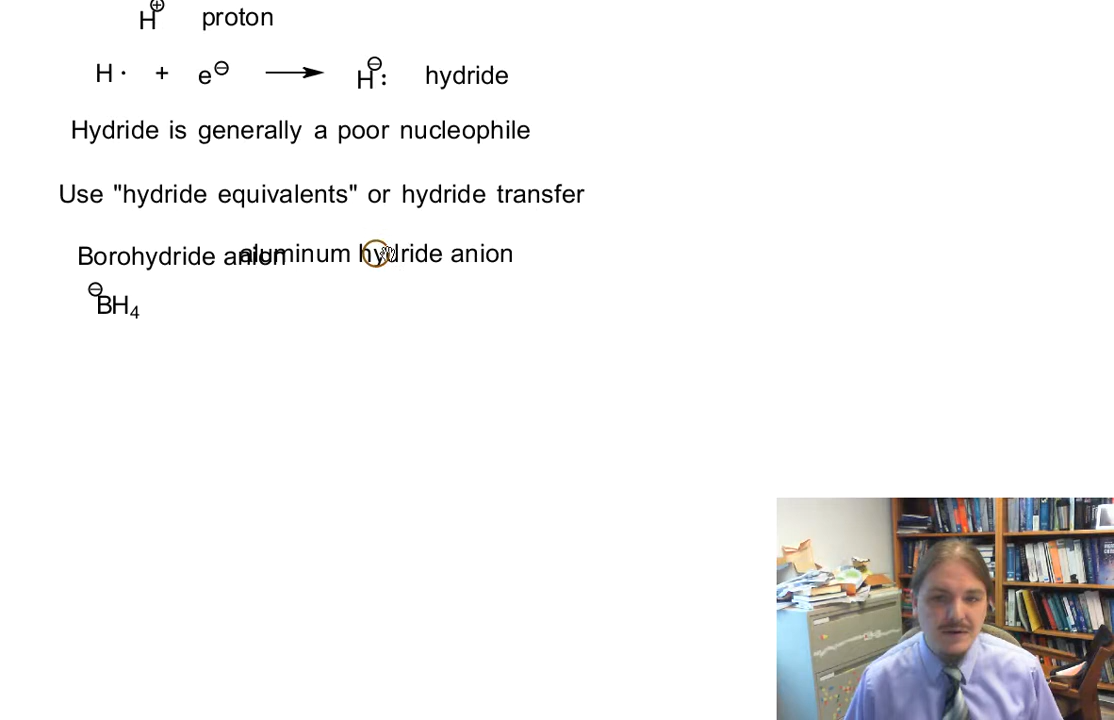 H⊕ proton
H · + e⊖ ⟶ H⊖: hydride
Hydride is generally a poor nucleophile
Use "hydride equivalents" or hydride transfer
Borohydride anion aluminum hydride anion
⊖BH₄